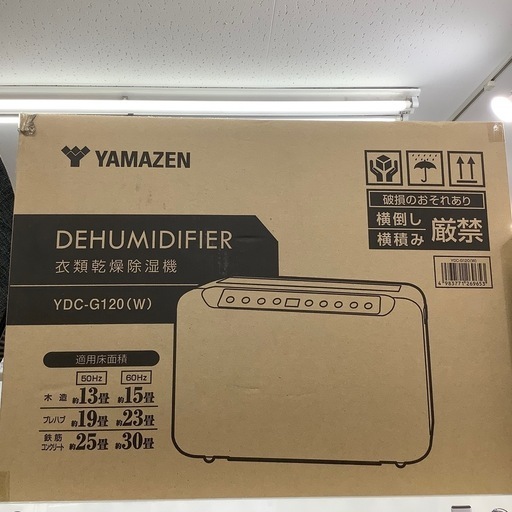 YAMAZEN
DEHUMIDIFIER
衣類乾燥除湿機
YDC-G120(W)
適用床面積
50Hz 60Hz
木造 約13畳 約15畳
プレハブ 約19畳 約23畳
鉄筋コンクリート 約25畳 約30畳
破損のおそれあり
横倒し
横積み
厳禁
YDC-G120(W)
4983771269653